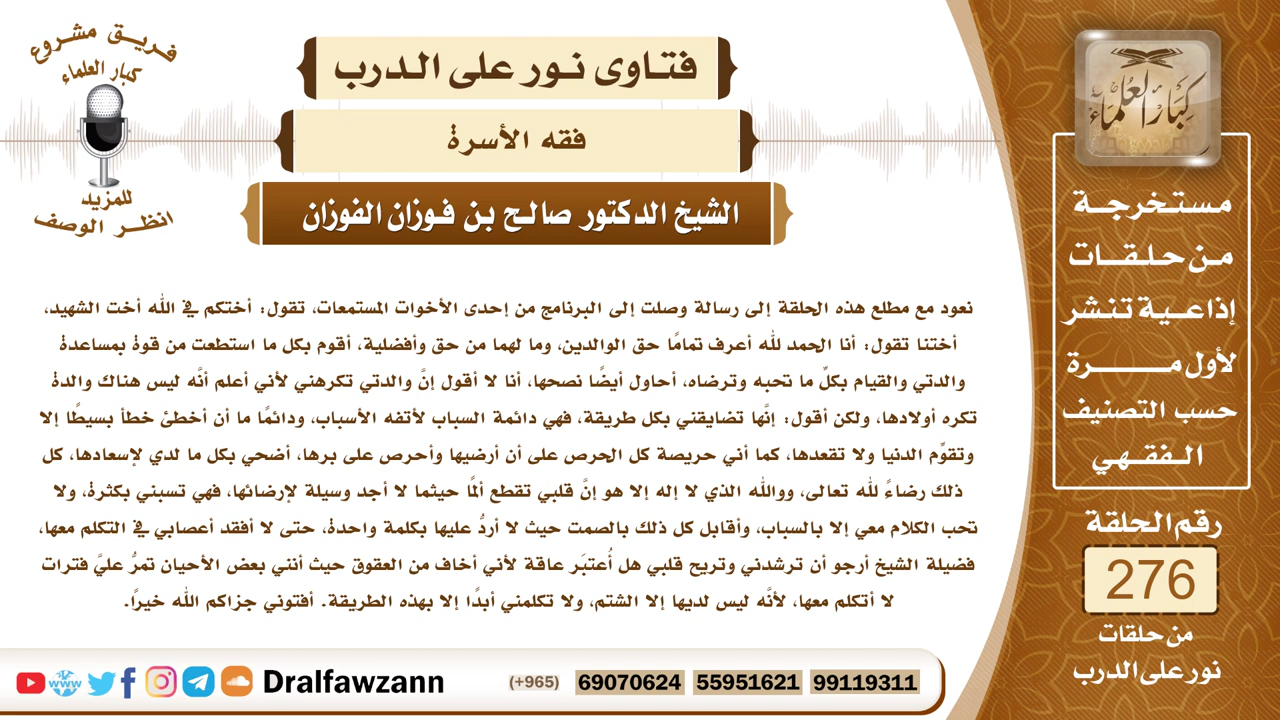 فريق مشروع
كبار العلماء
للمزيد
انظر الوصف
فتاوى نور على الدرب
فقه الأسرة
الشيخ الدكتور صالح بن فوزان الفوزان
نعود مع مطلع هذه الحلقة إلى رسالة وصلت إلى البرنامج من إحدى الأخوات المستمعات، تقول: أختكم في الله أخت الشهيد،
أختنا تقول: أنا الحمد لله أعرف تمامًا حق الوالدين، وما لهما من حق وأفضلية، أقوم بكل ما استطعت من قوة بمساعدة
والدتي والقيام بكلِّ ما تحبه وترضاه، أحاول أيضًا نصحها، أنا لا أقول إنَّ والدتي تكرهني لأني أعلم أنَّه ليس هناك والدة
تكره أولادها، ولكن أقول: إنَّها تضايقني بكل طريقة، فهي دائمة السباب لأتفه الأسباب، ودائمًا ما أن أخطئ خطأ بسيطًا إلا
وتقوِّم الدنيا ولا تقعدها، كما أني حريصة كل الحرص على أن أرضيها وأحرص على برها، أضحي بكل ما لدي لإسعادها، كل
ذلك رضاءً لله تعالى، ووالله الذي لا إله إلا هو إنَّ قلبي تقطع ألمًا حيثما لا أجد وسيلة لإرضائها، فهي تسبني بكثرة، ولا
تحب الكلام معي إلا بالسباب، وأقابل كل ذلك بالصمت حيث لا أردُّ عليها بكلمة واحدة، حتى لا أفقد أعصابي في التكلم معها،
فضيلة الشيخ أرجو أن ترشدني وتريح قلبي هل أُعتبَر عاقة لأني أخاف من العقوق حيث أنني بعض الأحيان تمرُّ عليَّ فترات
لا أتكلم معها، لأنَّه ليس لديها إلا الشتم، ولا تكلمني أبدًا إلا بهذه الطريقة. أفتوني جزاكم الله خيرًا.
كبار العلماء
مستخرجة
من حلقات
إذاعية تنشر
لأول مرة
حسب التصنيف
الفقهي
رقم الحلقة
276
من حلقات
نور على الدرب
www Dralfawzann (+965) 69070624 55951621 99119311